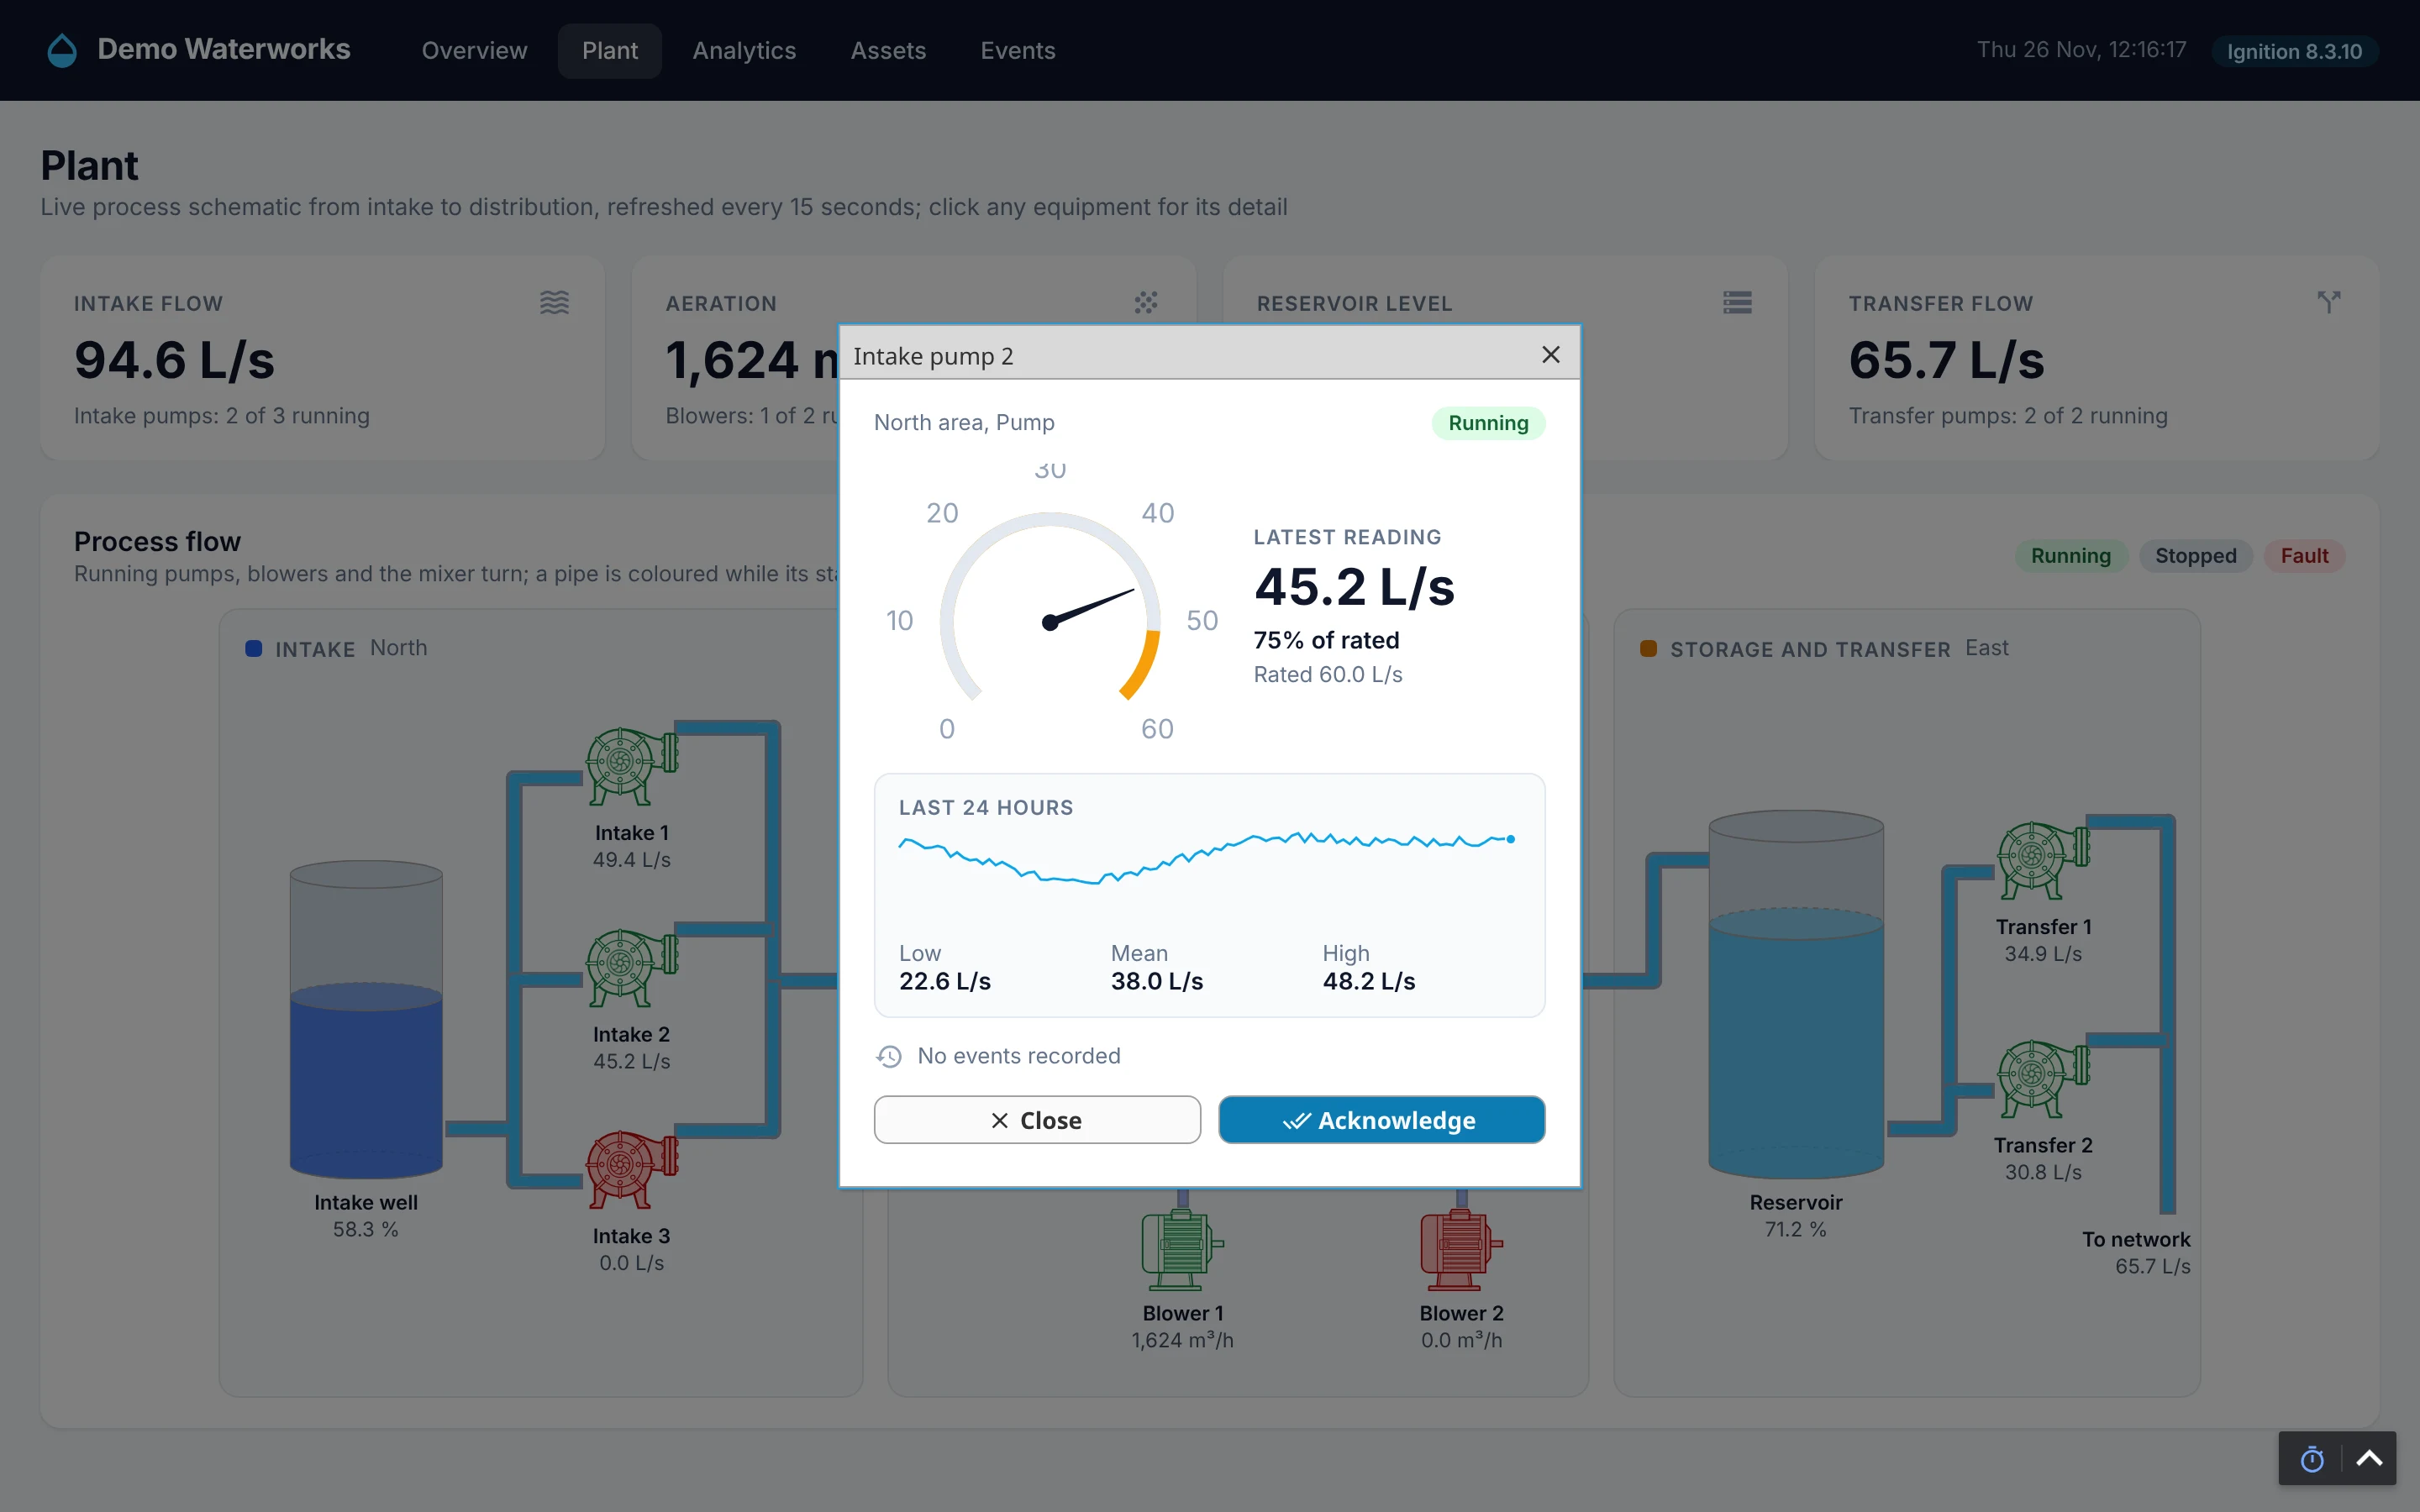 Demo Waterworks
Overview
Plant
Analytics
Assets
Events
Thu 26 Nov, 12:16:17
Ignition 8.3.10
Plant
Live process schematic from intake to distribution, refreshed every 15 seconds; click any equipment for its detail
INTAKE FLOW
94.6 L/s
Intake pumps: 2 of 3 running
AERATION
1,624
Blowers: 1 of 2
RESERVOIR LEVEL
TRANSFER FLOW
65.7 L/s
Transfer pumps: 2 of 2 running
Process flow
Running pumps, blowers and the mixer turn; a pipe is coloured while its
Running
Stopped
Fault
INTAKE North
Intake 1
49.4 L/s
Intake 2
45.2 L/s
Intake 3
0.0 L/s
Intake well
58.3 %
Intake pump 2
North area, Pump
Running
0
10
20
30
40
50
60
LATEST READING
45.2 L/s
75% of rated
Rated 60.0 L/s
LAST 24 HOURS
Low
22.6 L/s
Mean
38.0 L/s
High
48.2 L/s
No events recorded
Close
Acknowledge
Blower 1
1,624 m³/h
Blower 2
0.0 m³/h
STORAGE AND TRANSFER East
Transfer 1
34.9 L/s
Transfer 2
30.8 L/s
Reservoir
71.2 %
To network
65.7 L/s